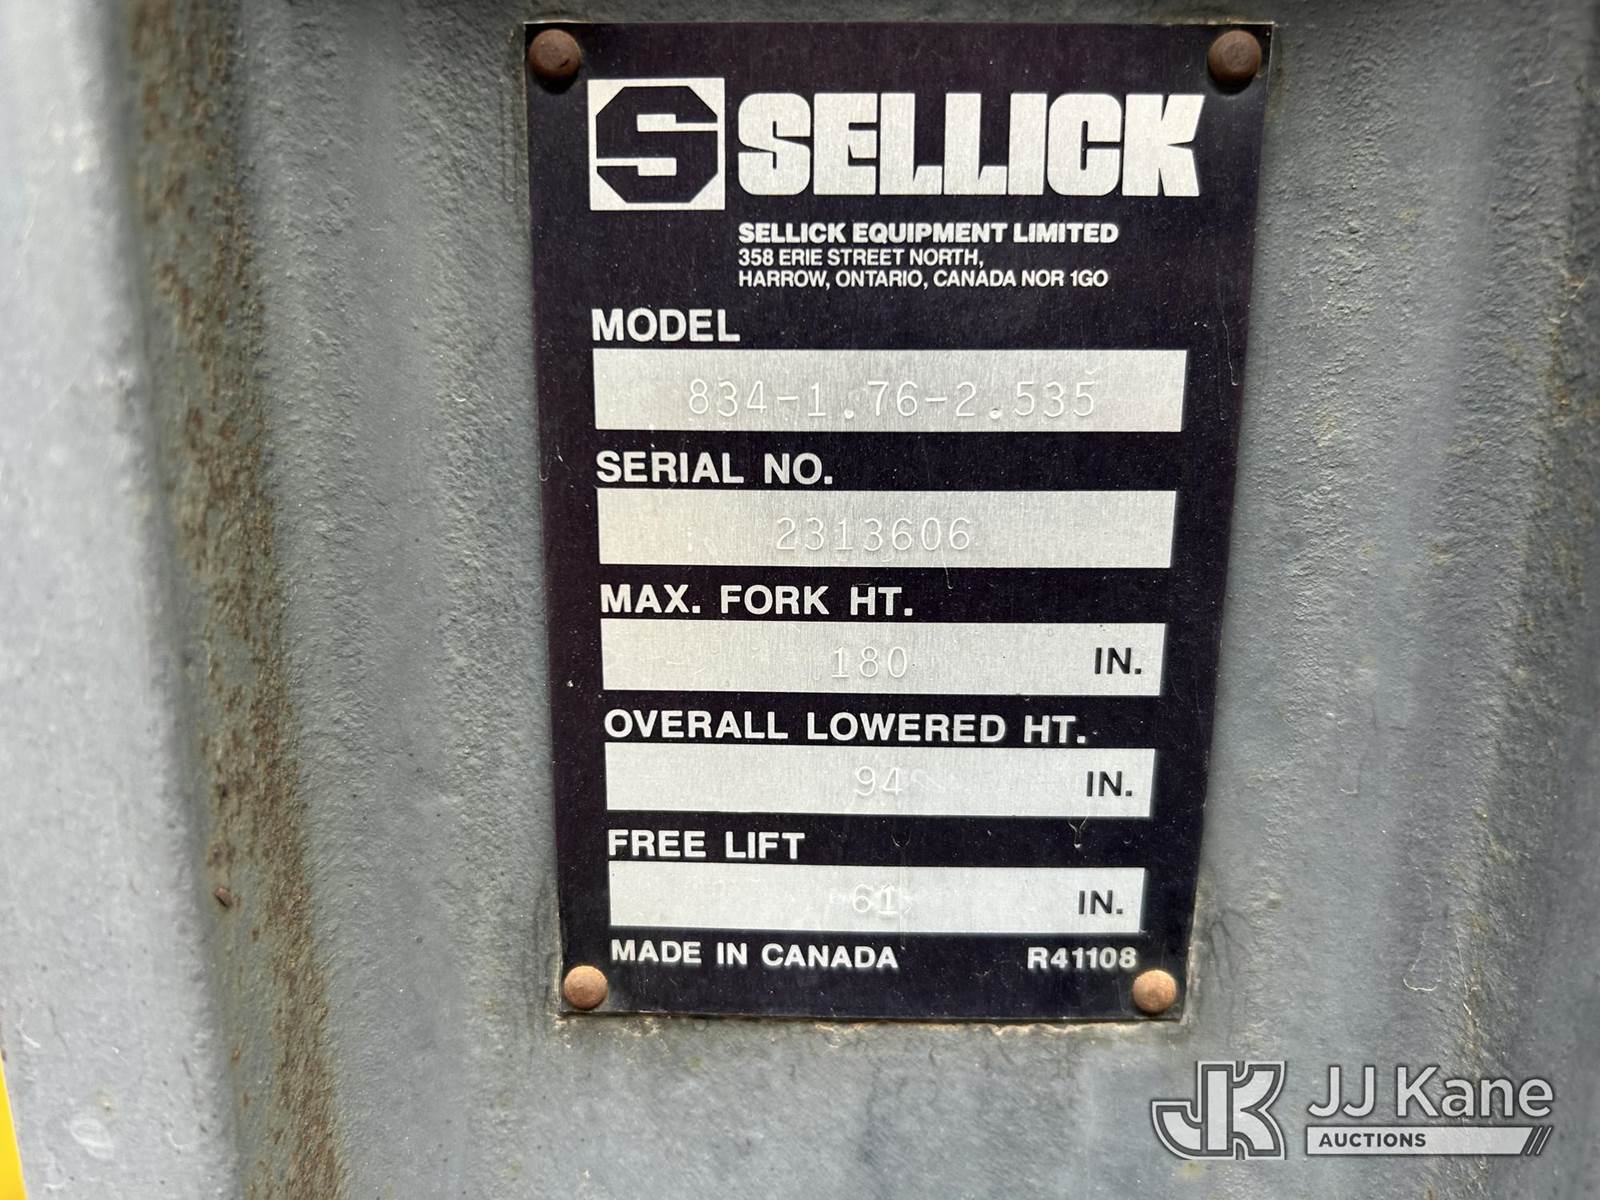 S SELLICK
SELLICK EQUIPMENT LIMITED
358 ERIE STREET NORTH,
HARROW, ONTARIO, CANADA NOR 1GO
MODEL
834-1.76-2.535
SERIAL NO.
2313606
MAX. FORK HT.
180 IN.
OVERALL LOWERED HT.
94 IN.
FREE LIFT
61 IN.
MADE IN CANADA R41108
JK JJ Kane
AUCTIONS